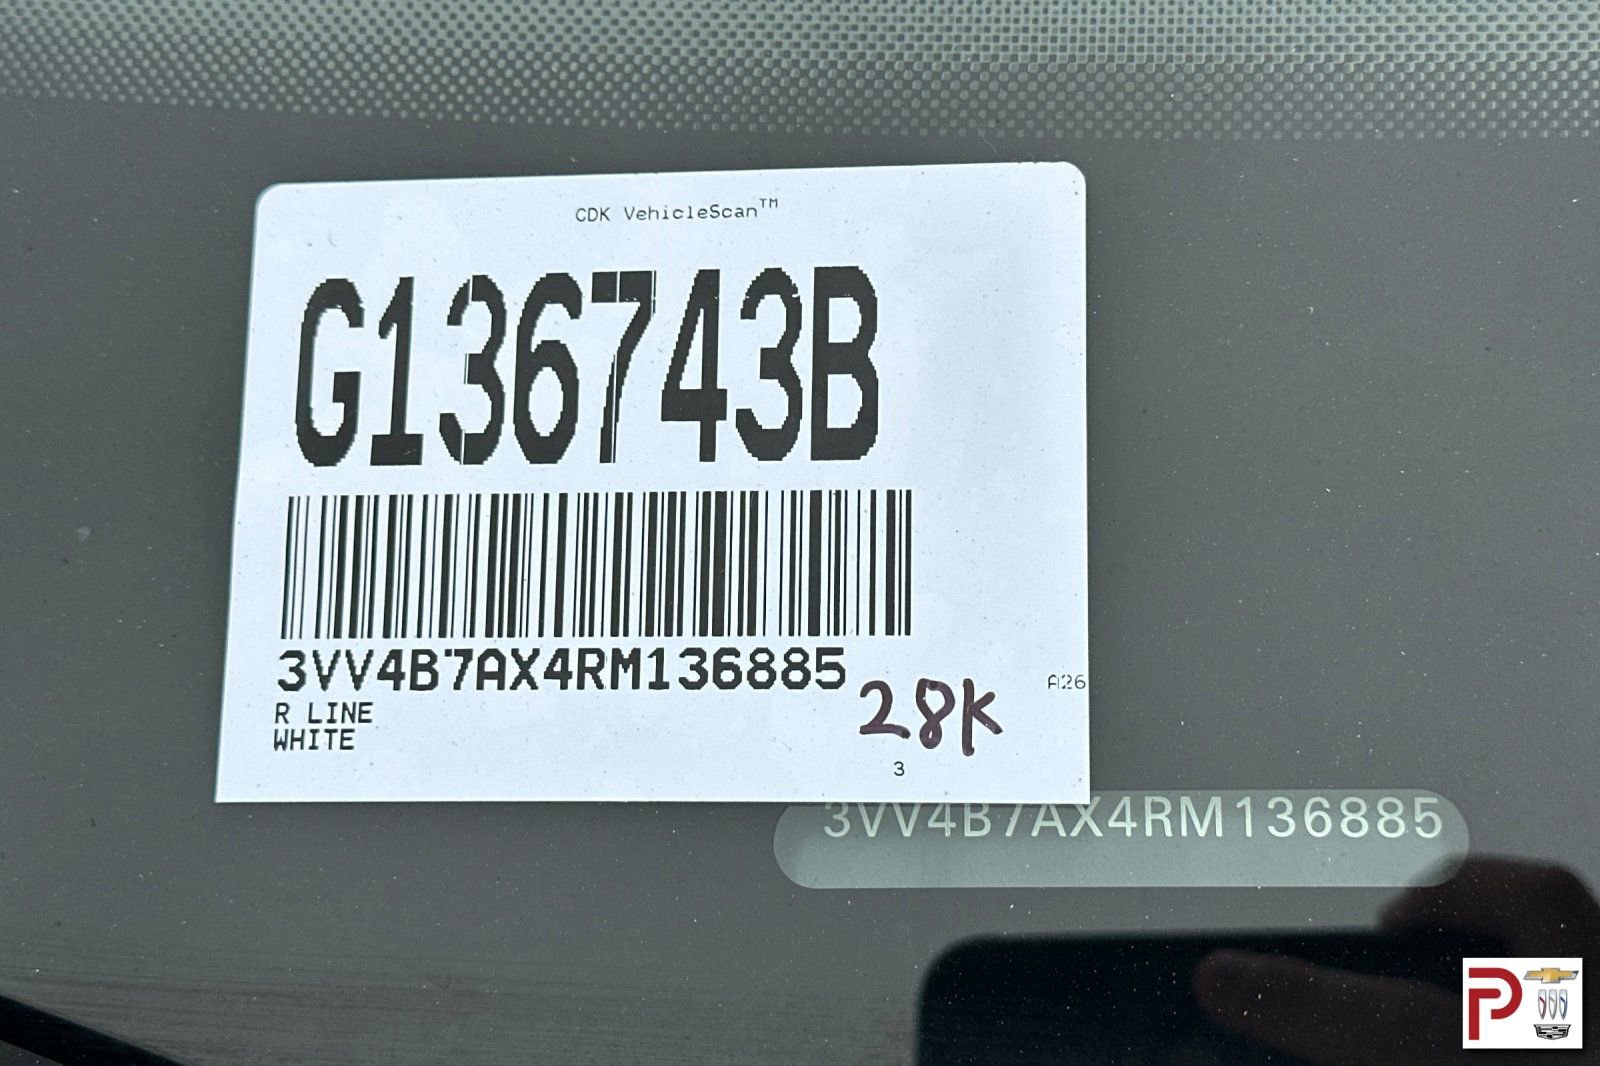 CDK VehicleScan™
G136743B
3VV4B7AX4RM136885
R LINE
WHITE
28K
A26
3
3VV4B7AX4RM136885
P